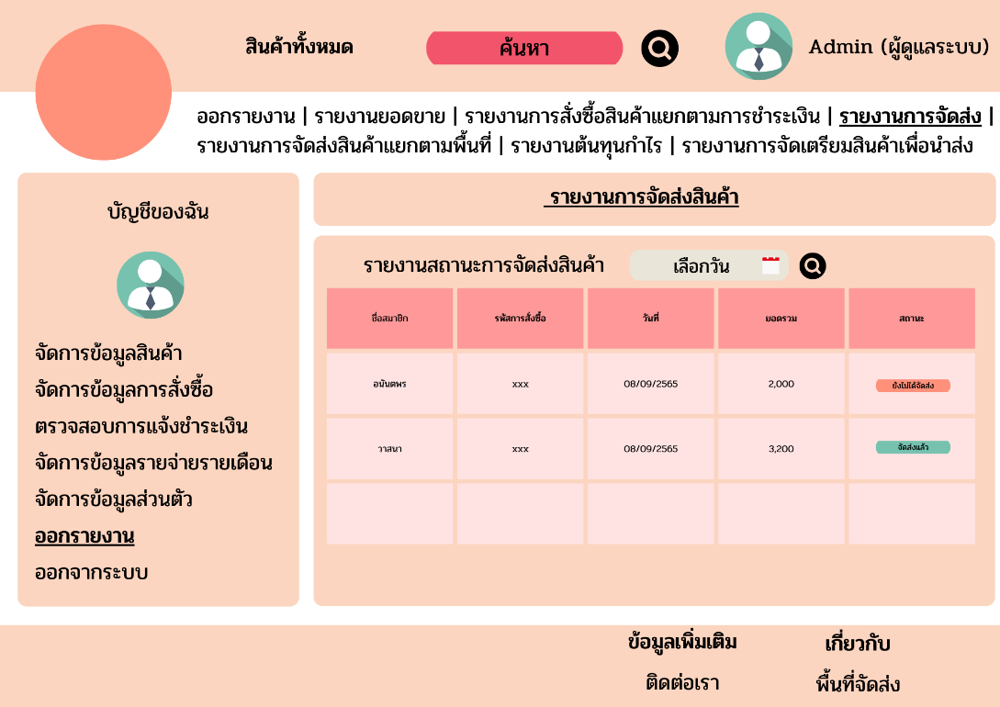 สินค้าทั้งหมด
ค้นหา
Admin (ผู้ดูแลระบบ)
ออกรายงาน | รายงานยอดขาย | รายงานการสั่งซื้อสินค้าแยกตามการชำระเงิน | รายงานการจัดส่ง |
รายงานการจัดส่งสินค้าแยกตามพื้นที่ | รายงานต้นทุนกำไร | รายงานการจัดเตรียมสินค้าเพื่อนำส่ง
บัญชีของฉัน
จัดการข้อมูลสินค้า
จัดการข้อมูลการสั่งซื้อ
ตรวจสอบการแจ้งชำระเงิน
จัดการข้อมูลรายจ่ายรายเดือน
จัดการข้อมูลส่วนตัว
ออกรายงาน
ออกจากระบบ
รายงานการจัดส่งสินค้า
รายงานสถานะการจัดส่งสินค้า เลือกวัน
ชื่อสมาชิก รหัสการสั่งซื้อ วันที่ ยอดรวม สถานะ
อนันตพร xxx 08/09/2565 2,000 ยังไม่ได้จัดส่ง
วาสนา xxx 08/09/2565 3,200 จัดส่งแล้ว
ข้อมูลเพิ่มเติม เกี่ยวกับ
ติดต่อเรา พื้นที่จัดส่ง